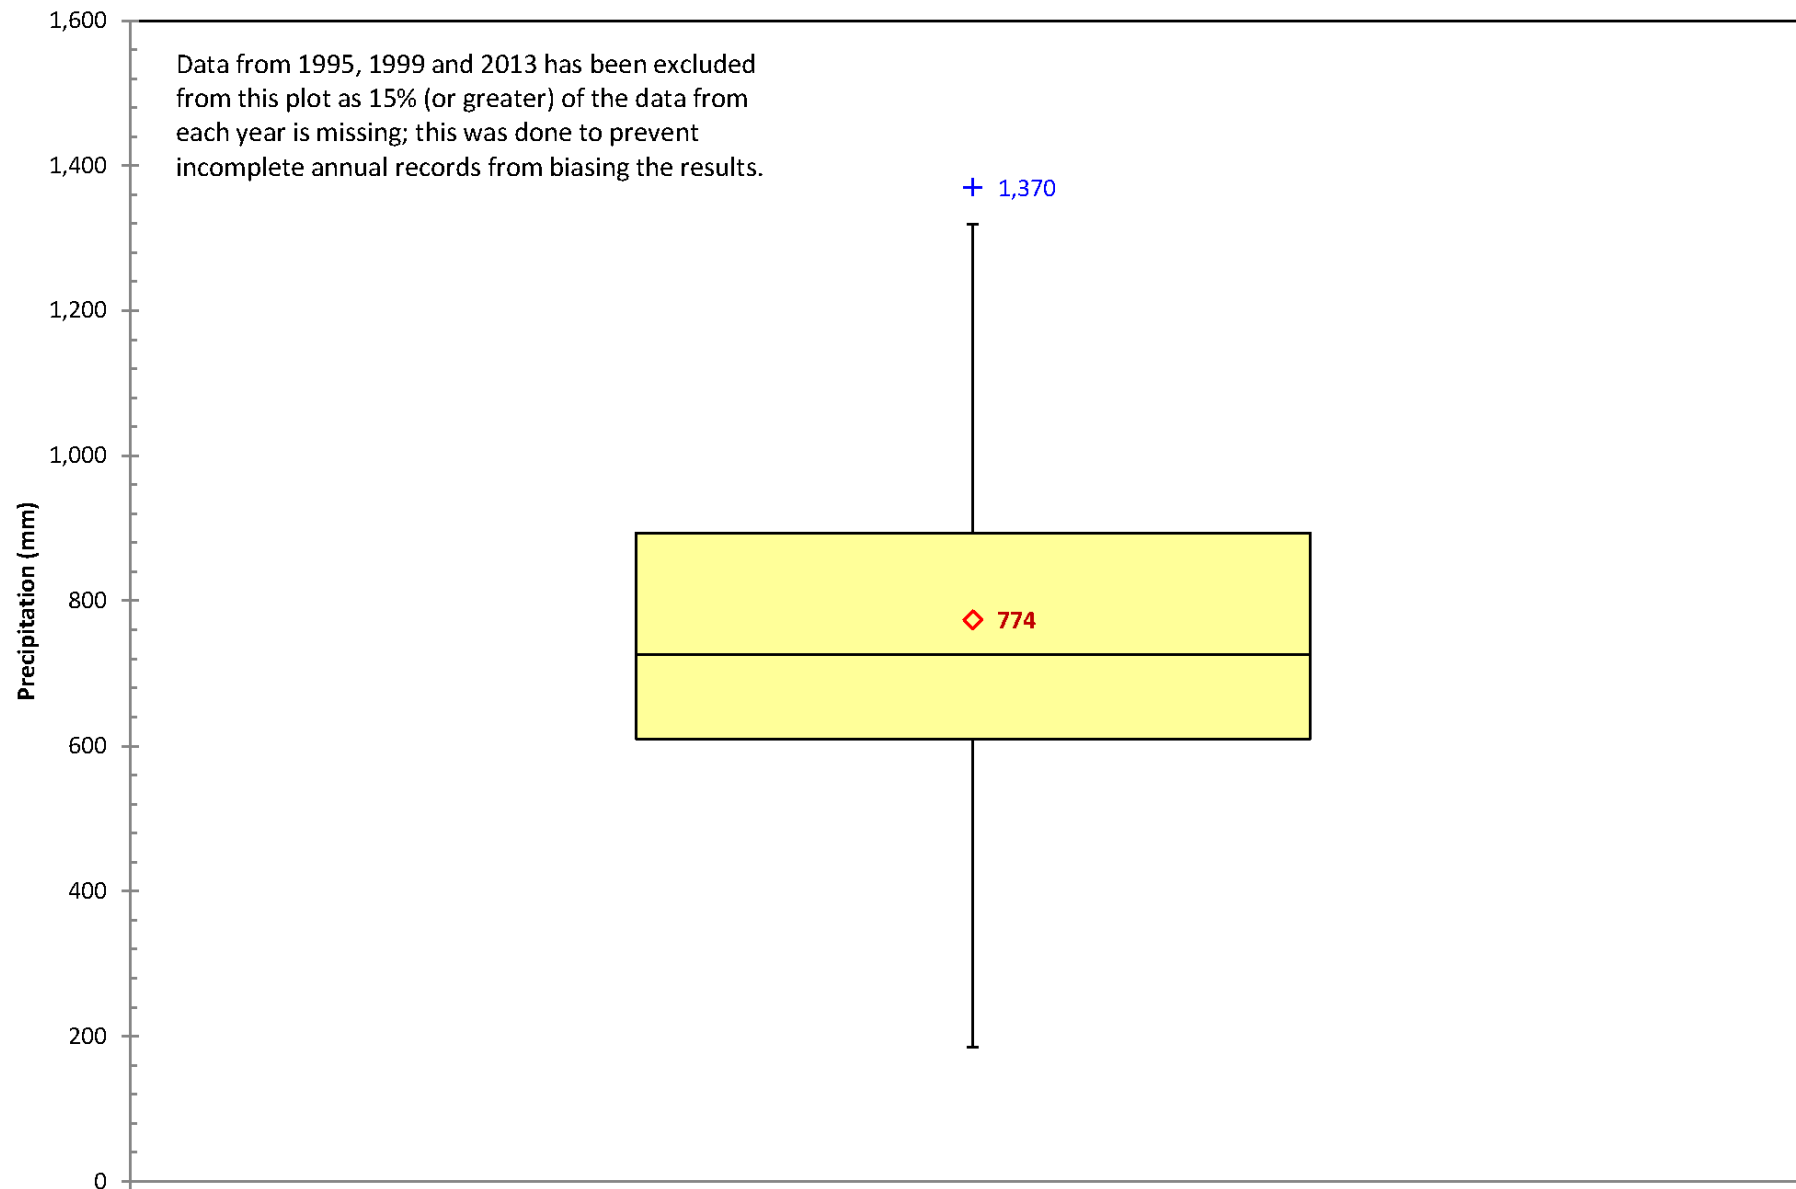 1,600
Data from 1995, 1999 and 2013 has been excluded
from this plot as 15% (or greater) of the data from
each year is missing; this was done to prevent
incomplete annual records from biasing the results.
1,400
1,370
1,200
1,000
Precipitation (mm)
800
774
600
400
200
0